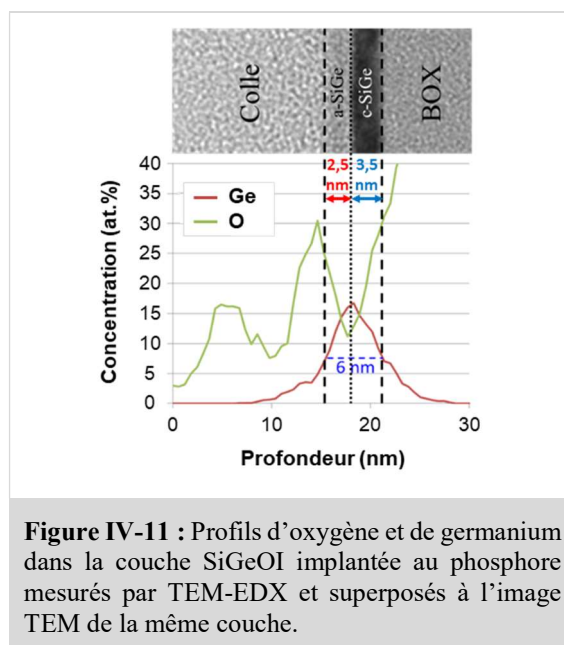 Colle
a-SiGe
c-SiGe
BOX
40
35
30
25
20
15
10
5
0
Concentration (at.%)
Ge
O
2,5
nm
3,5
nm
6 nm
0
10
20
30
Profondeur (nm)
Figure IV-11 : Profils d’oxygène et de germanium
dans la couche SiGeOI implantée au phosphore
mesurés par TEM-EDX et superposés à l’image
TEM de la même couche.